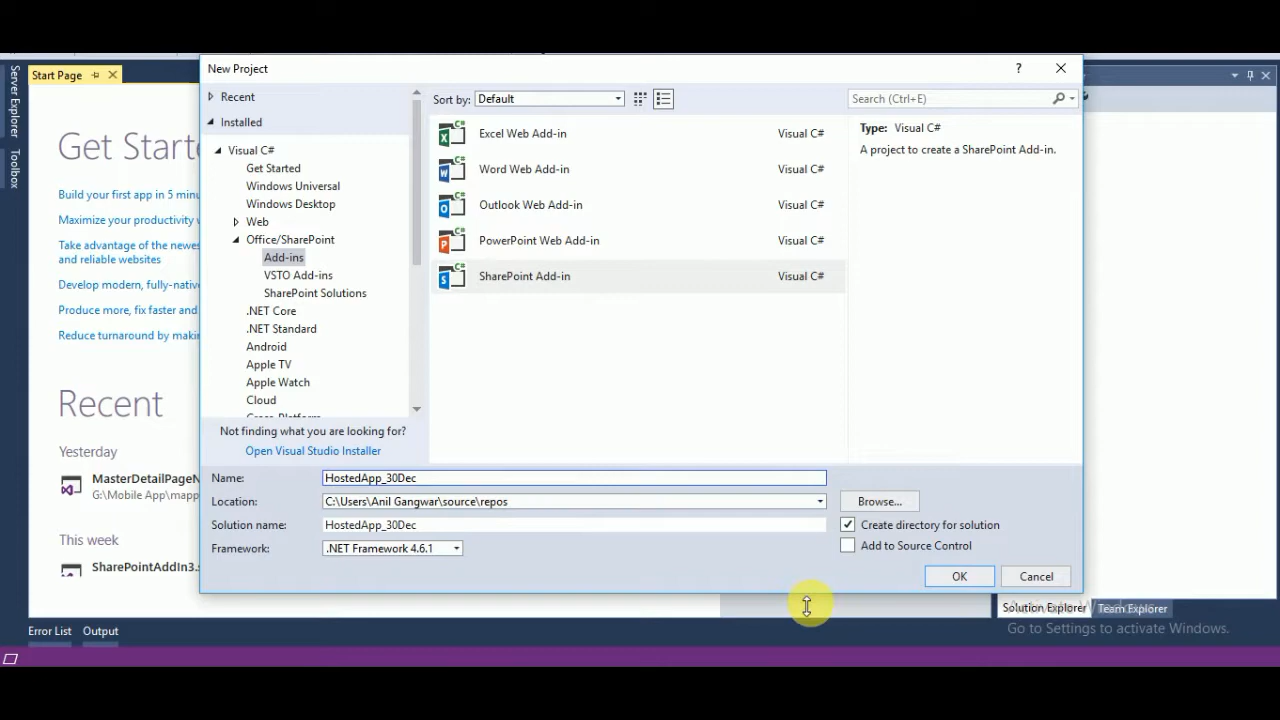 Start Page
New Project
Server Explorer
Toolbox
Get Starte
Build your first app in 5 minu
Maximize your productivity
Take advantage of the newes
and reliable websites
Develop modern, fully-native
Produce more, fix faster and
Reduce turnaround by makin
Recent
Yesterday
MasterDetailPageN
G:\Mobile App\mapp
This week
SharePointAddIn3.s
Recent
Installed
Visual C#
Get Started
Windows Universal
Windows Desktop
Web
Office/SharePoint
Add-ins
VSTO Add-ins
SharePoint Solutions
.NET Core
.NET Standard
Android
Apple TV
Apple Watch
Cloud
Cross-Platform
Not finding what you are looking for?
Open Visual Studio Installer
Sort by: Default
Search (Ctrl+E)
Excel Web Add-in Visual C#
Word Web Add-in Visual C#
Outlook Web Add-in Visual C#
PowerPoint Web Add-in Visual C#
SharePoint Add-in Visual C#
Type: Visual C#
A project to create a SharePoint Add-in.
Name: HostedApp_30Dec
Location: C:\Users\Anil Gangwar\source\repos
Browse...
Solution name: HostedApp_30Dec
Create directory for solution
Framework: .NET Framework 4.6.1
Add to Source Control
OK Cancel
Solution Explorer Team Explorer
Activate Windows
Go to Settings to activate Windows.
Error List Output